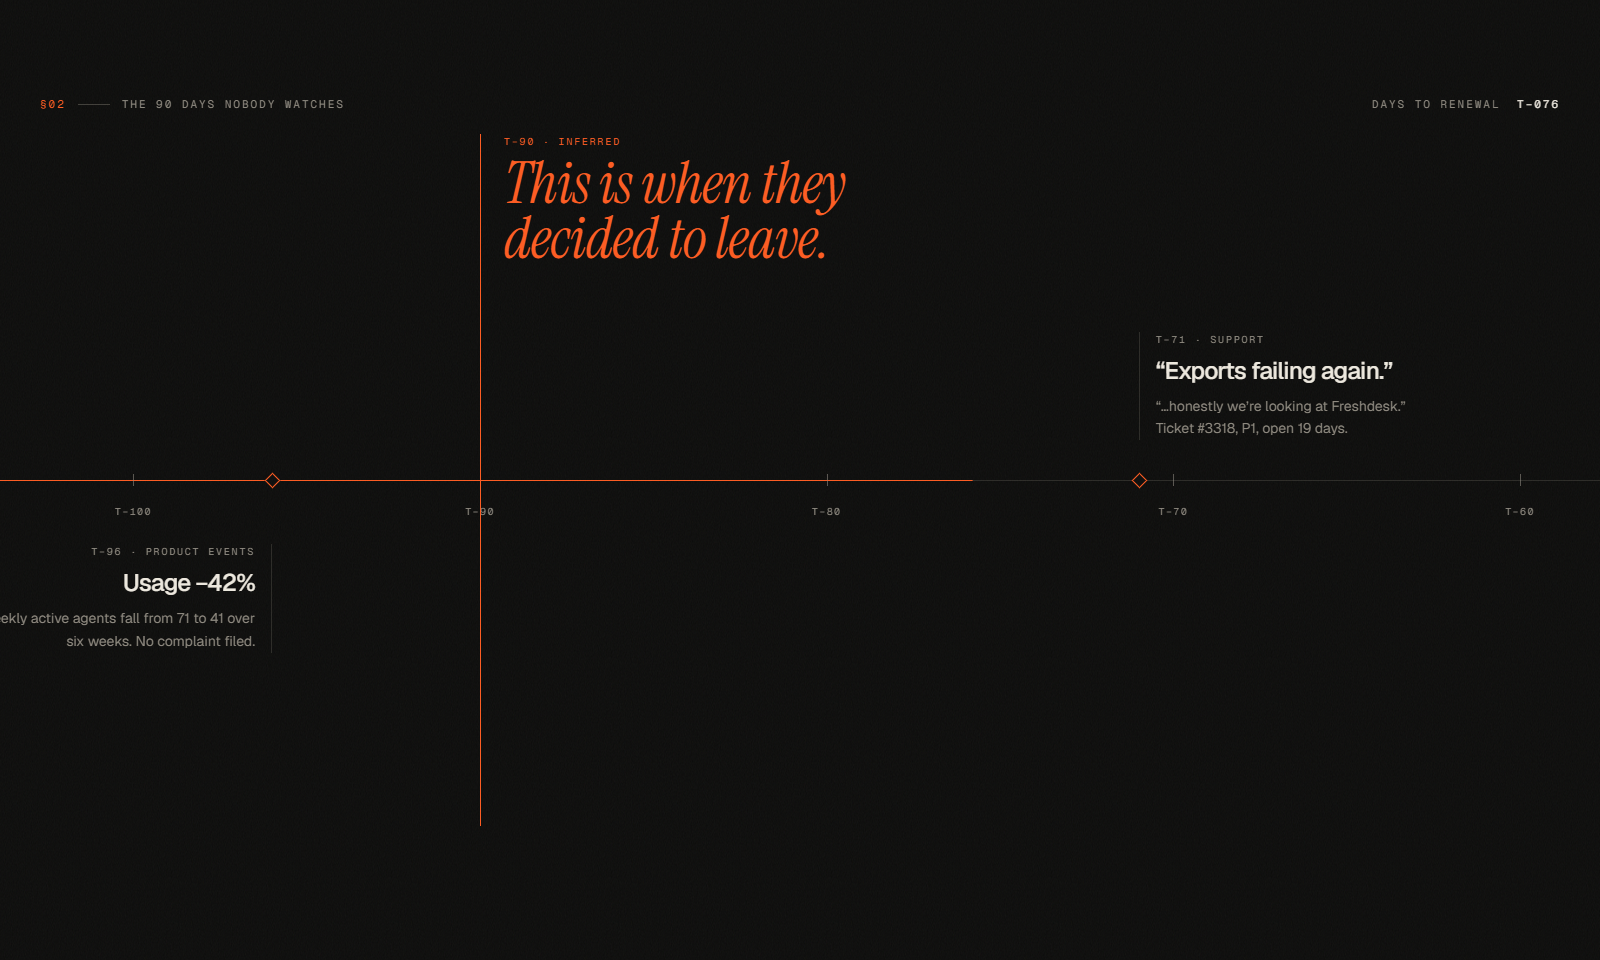 §02 THE 90 DAYS NOBODY WATCHES
DAYS TO RENEWAL T–076
T–90 · INFERRED
This is when they
decided to leave.
T–71 · SUPPORT
“Exports failing again.”
“…honestly we’re looking at Freshdesk.”
Ticket #3318, P1, open 19 days.
T–100
T–90
T–80
T–70
T–60
T–96 · PRODUCT EVENTS
Usage –42%
active agents fall from 71 to 41 over
six weeks. No complaint filed.